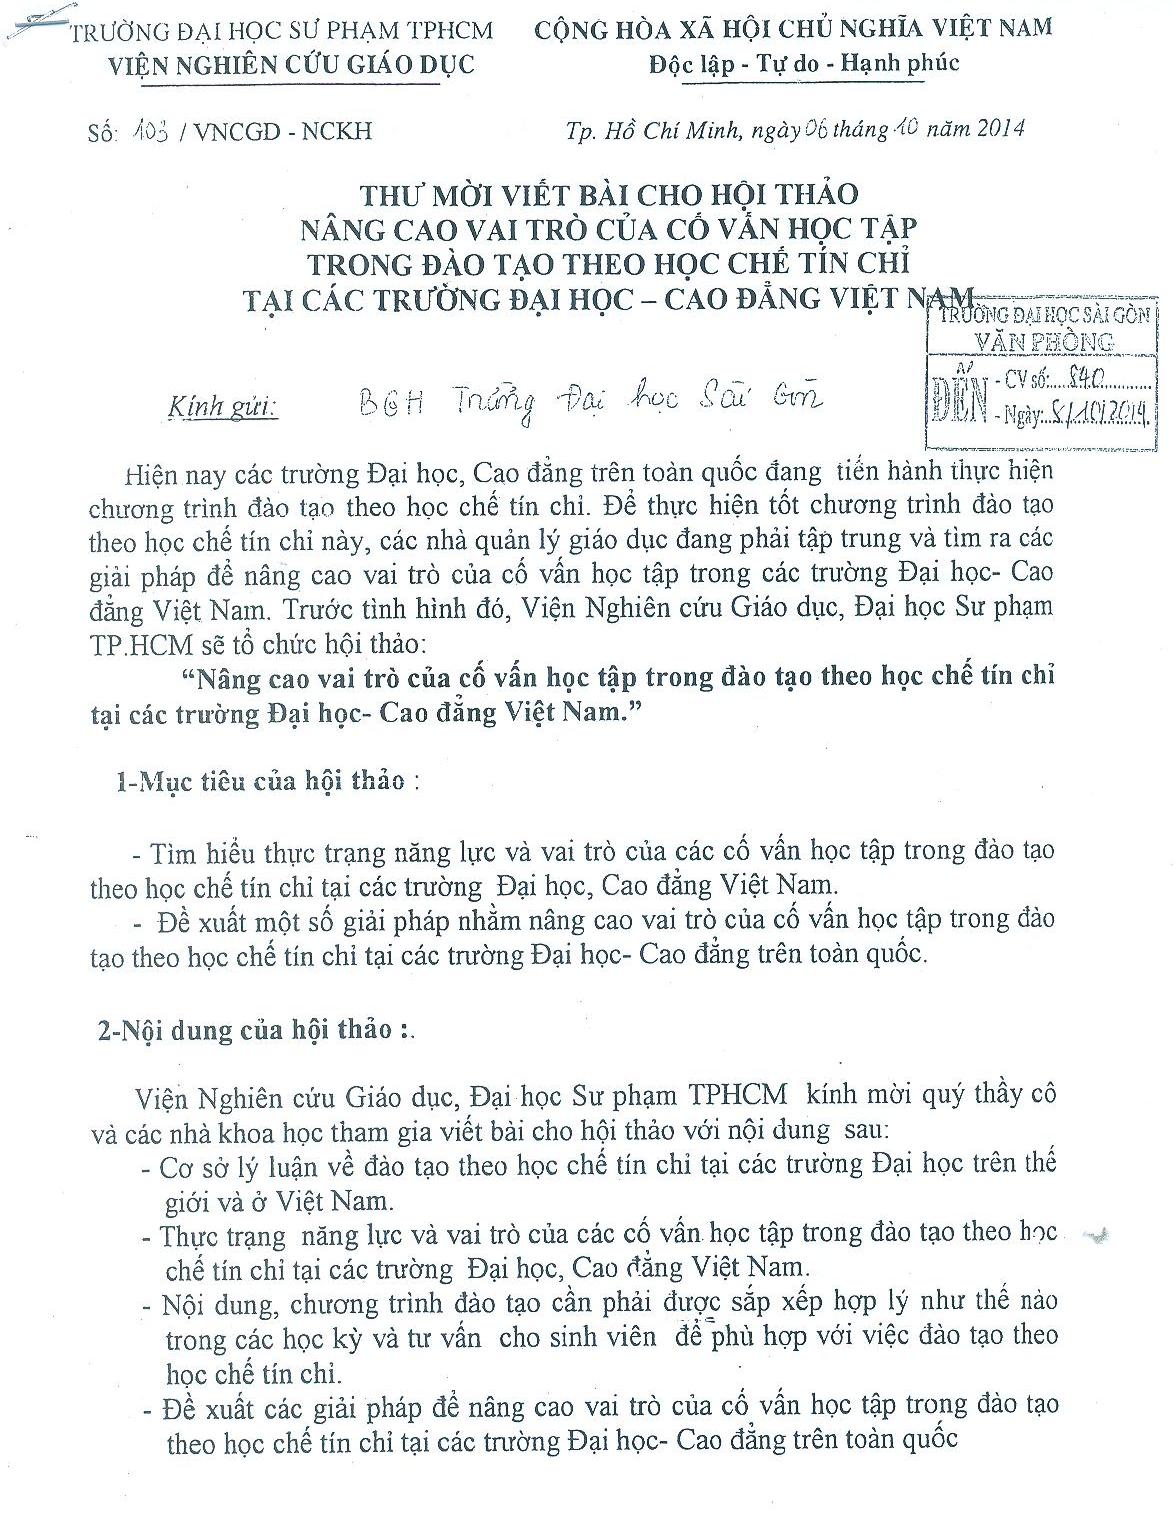 TRƯỜNG ĐẠI HỌC SƯ PHẠM TPHCM
VIỆN NGHIÊN CỨU GIÁO DỤC
CỘNG HÒA XÃ HỘI CHỦ NGHĨA VIỆT NAM
Độc lập - Tự do - Hạnh phúc
Số: 103 / VNCGD - NCKH
Tp. Hồ Chí Minh, ngày 06 tháng 10 năm 2014
THƯ MỜI VIẾT BÀI CHO HỘI THẢO
NÂNG CAO VAI TRÒ CỦA CỐ VẤN HỌC TẬP
TRONG ĐÀO TẠO THEO HỌC CHẾ TÍN CHỈ
TẠI CÁC TRƯỜNG ĐẠI HỌC – CAO ĐẲNG VIỆT NAM
TRƯỜNG ĐẠI HỌC SÀI GÒN
VĂN PHÒNG
ĐẾN
- CV số:....840...........
- Ngày:..8/10/2014.
Kính gửi: BGH Trường Đại học Sài Gòn
Hiện nay các trường Đại học, Cao đẳng trên toàn quốc đang tiến hành thực hiện
chương trình đào tạo theo học chế tín chỉ. Để thực hiện tốt chương trình đào tạo
theo học chế tín chỉ này, các nhà quản lý giáo dục đang phải tập trung và tìm ra các
giải pháp để nâng cao vai trò của cố vấn học tập trong các trường Đại học- Cao
đẳng Việt Nam. Trước tình hình đó, Viện Nghiên cứu Giáo dục, Đại học Sư phạm
TP.HCM sẽ tổ chức hội thảo:
“Nâng cao vai trò của cố vấn học tập trong đào tạo theo học chế tín chỉ
tại các trường Đại học- Cao đẳng Việt Nam.”
1-Mục tiêu của hội thảo :
- Tìm hiểu thực trạng năng lực và vai trò của các cố vấn học tập trong đào tạo
theo học chế tín chỉ tại các trường Đại học, Cao đẳng Việt Nam.
- Đề xuất một số giải pháp nhằm nâng cao vai trò của cố vấn học tập trong đào
tạo theo học chế tín chỉ tại các trường Đại học- Cao đẳng trên toàn quốc.
2-Nội dung của hội thảo :.
Viện Nghiên cứu Giáo dục, Đại học Sư phạm TPHCM kính mời quý thầy cô
và các nhà khoa học tham gia viết bài cho hội thảo với nội dung sau:
- Cơ sở lý luận về đào tạo theo học chế tín chỉ tại các trường Đại học trên thế
giới và ở Việt Nam.
- Thực trạng năng lực và vai trò của các cố vấn học tập trong đào tạo theo học
chế tín chỉ tại các trường Đại học, Cao đẳng Việt Nam.
- Nội dung, chương trình đào tạo cần phải được sắp xếp hợp lý như thế nào
trong các học kỳ và tư vấn cho sinh viên để phù hợp với việc đào tạo theo
học chế tín chỉ.
- Đề xuất các giải pháp để nâng cao vai trò của cố vấn học tập trong đào tạo
theo học chế tín chỉ tại các trường Đại học- Cao đẳng trên toàn quốc